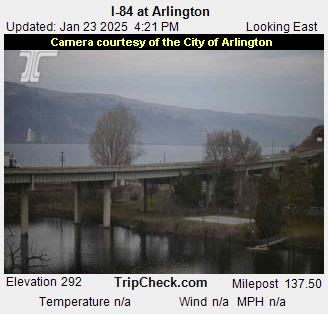 I-84 at Arlington
Updated: Jan 23 2025 4:21 PM Looking East
Camera courtesy of the City of Arlington
Elevation 292 TripCheck.com Milepost 137.50
Temperature n/a Wind n/a MPH n/a